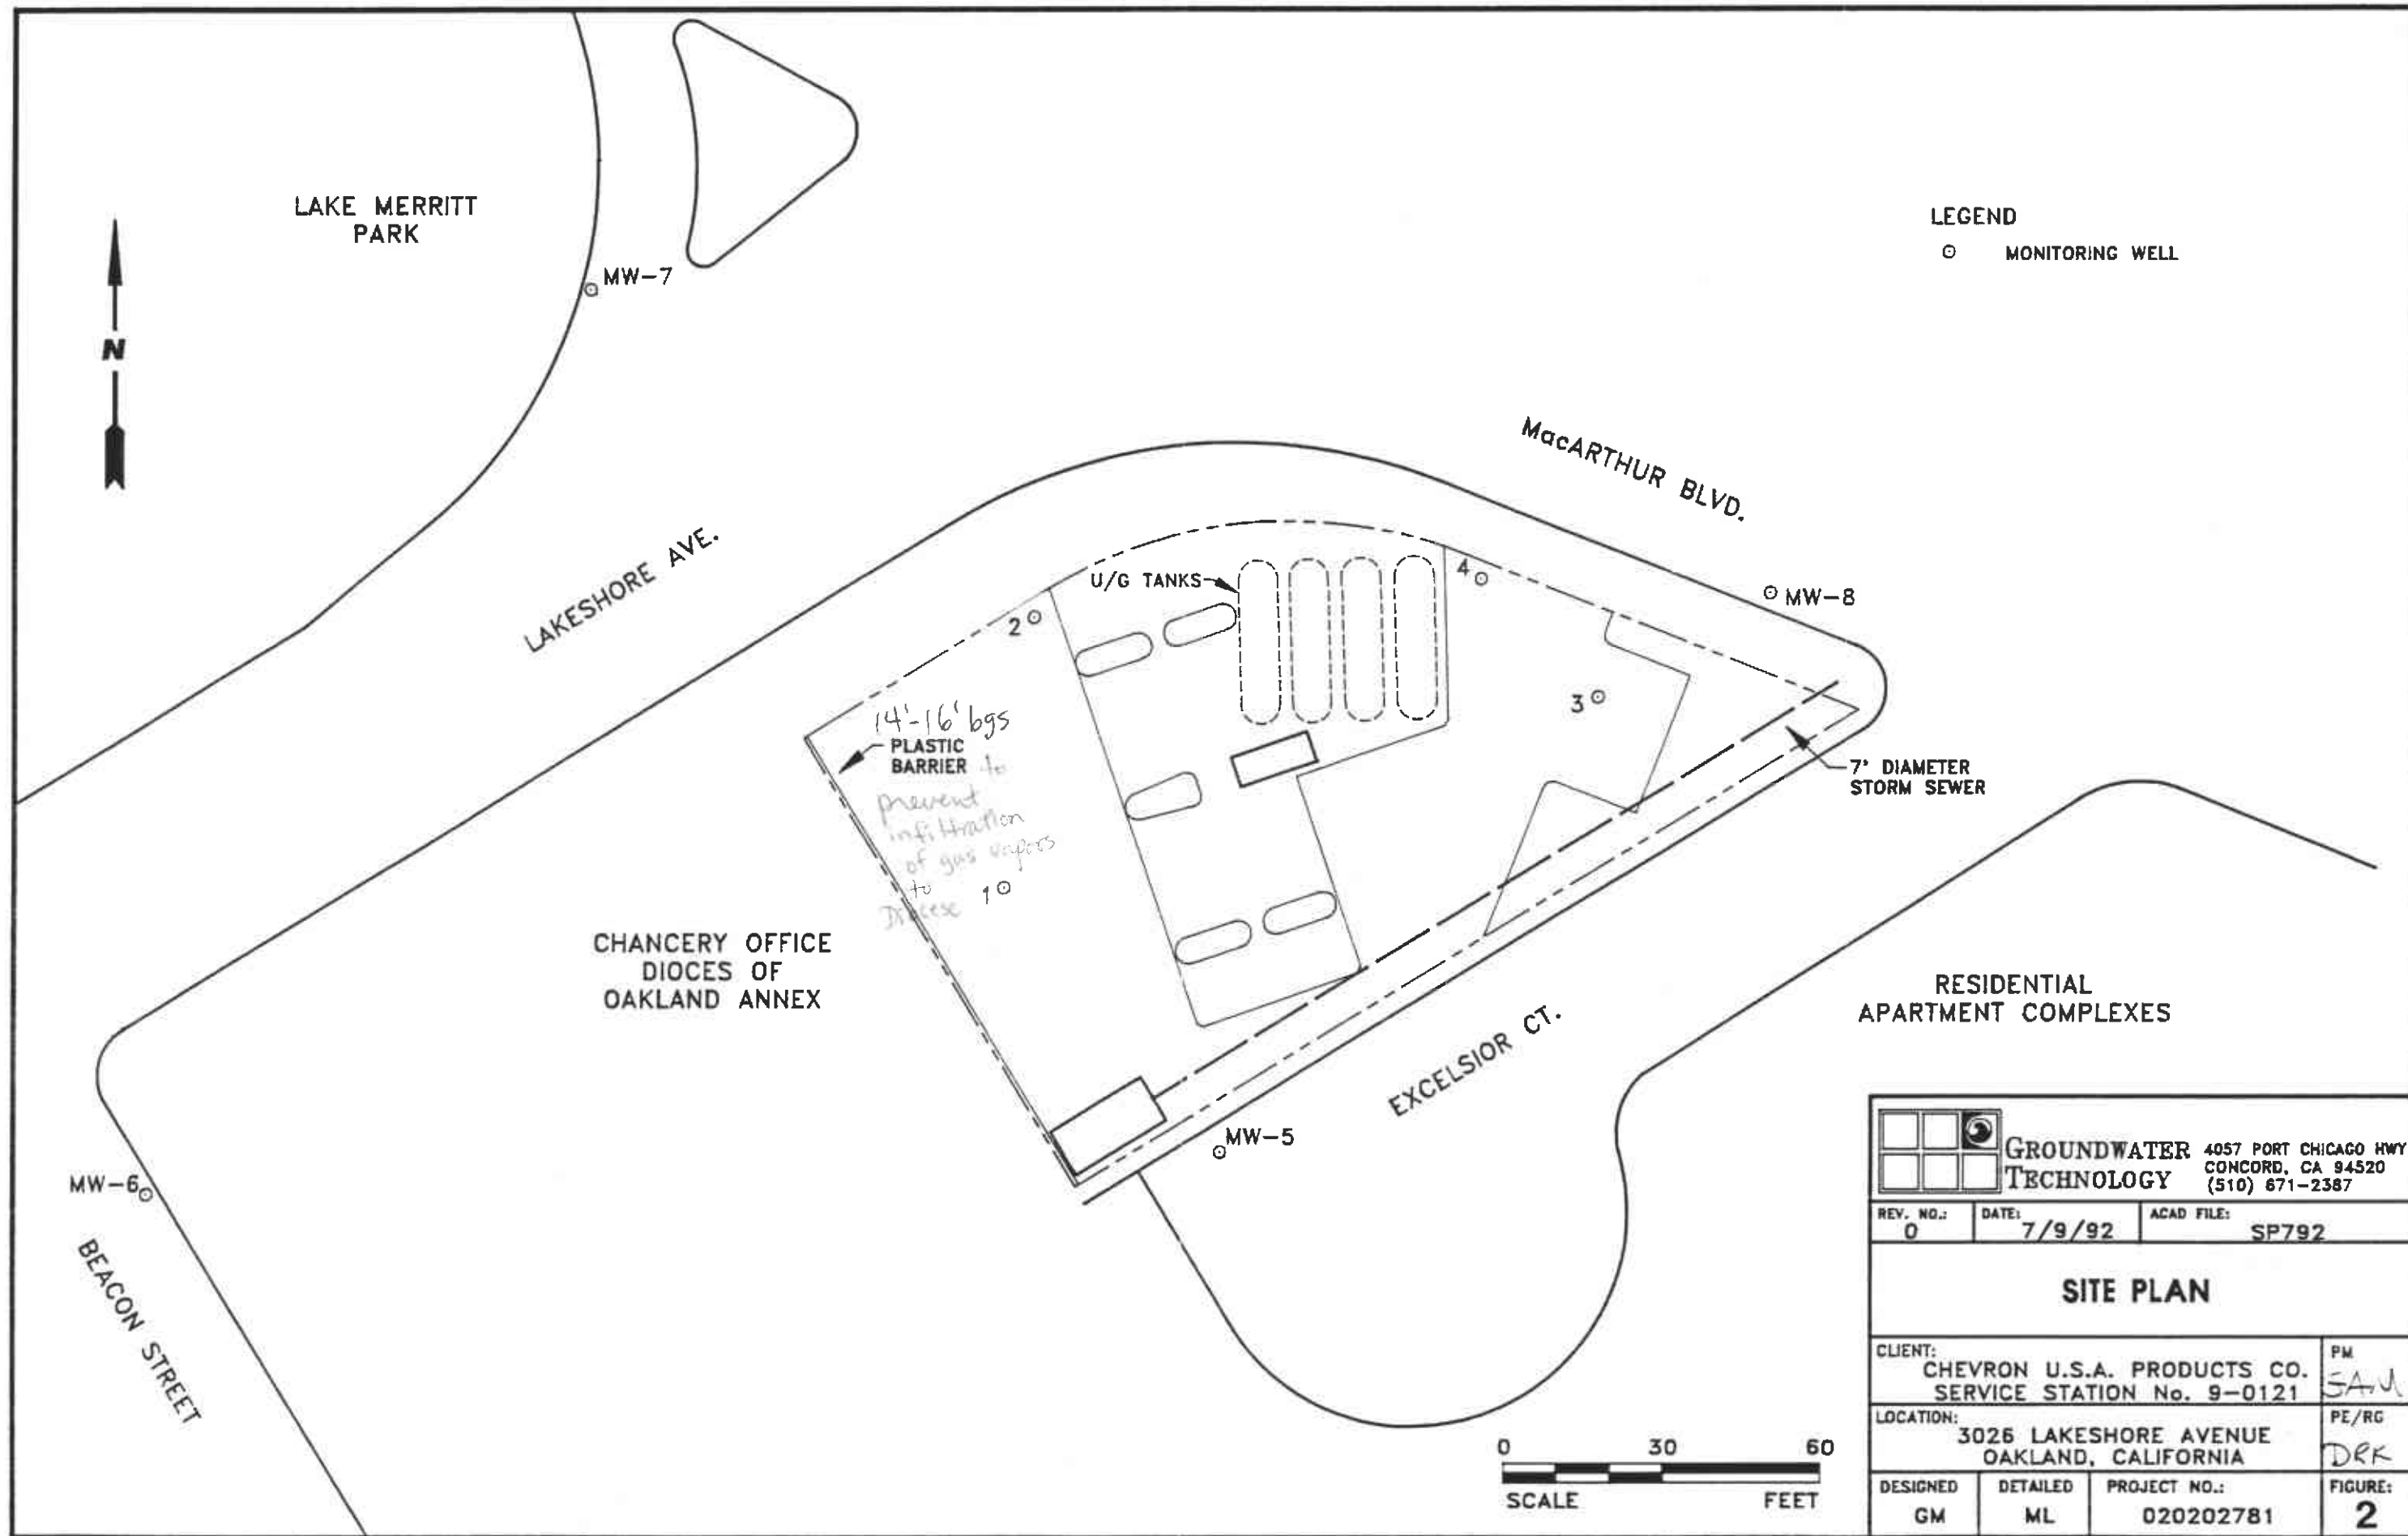 LAKE MERRITT
PARK
N
MW-7
LEGEND
MONITORING WELL
MacARTHUR BLVD.
LAKESHORE AVE.
U/G TANKS
4
MW-8
2
3
14'-16' bgs
PLASTIC
BARRIER to
prevent
infiltration
of gas vapors
to
Diocese
1
7' DIAMETER
STORM SEWER
CHANCERY OFFICE
DIOCES OF
OAKLAND ANNEX
RESIDENTIAL
APARTMENT COMPLEXES
EXCELSIOR CT.
MW-5
MW-6
BEACON STREET
0 30 60
SCALE FEET
GROUNDWATER
TECHNOLOGY
4057 PORT CHICAGO HWY
CONCORD, CA 94520
(510) 671-2387
REV. NO.:
0
DATE:
7/9/92
ACAD FILE:
SP792
SITE PLAN
CLIENT:
CHEVRON U.S.A. PRODUCTS CO.
SERVICE STATION No. 9-0121
PM
LOCATION:
3026 LAKESHORE AVENUE
OAKLAND, CALIFORNIA
PE/RG
DRK
DESIGNED
GM
DETAILED
ML
PROJECT NO.:
020202781
FIGURE:
2